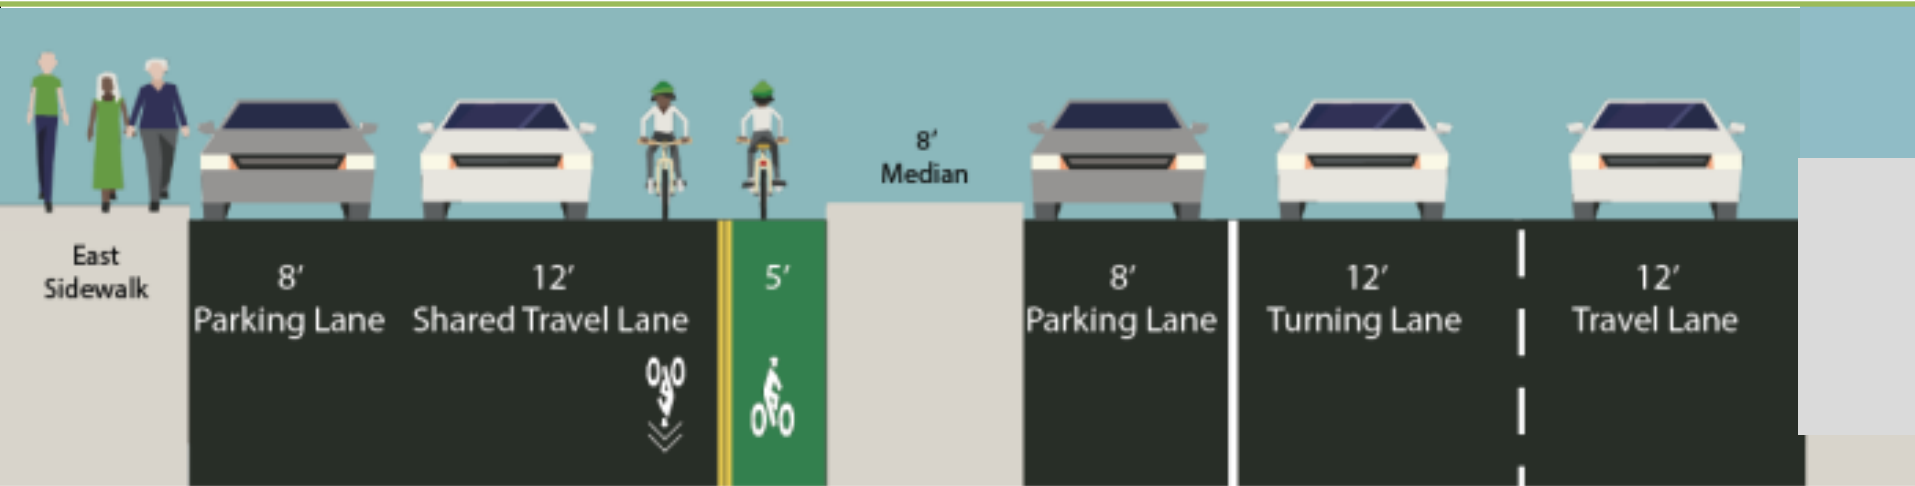 East
Sidewalk
8’
Parking Lane
12’
Shared Travel Lane
5’
8’
Median
8’
Parking Lane
12’
Turning Lane
12’
Travel Lane